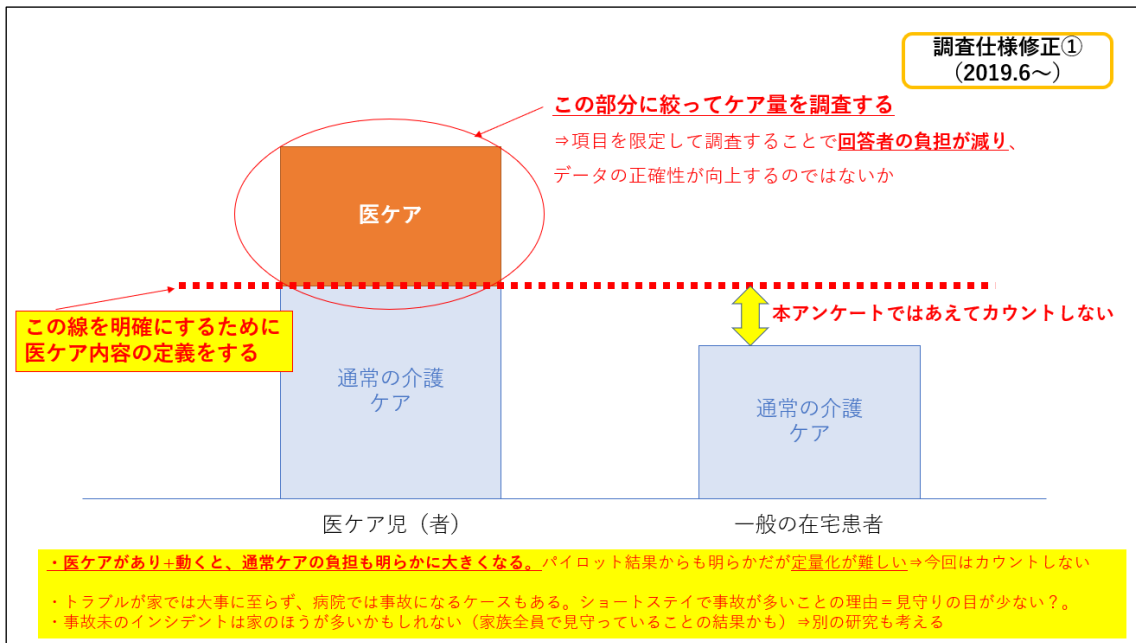 調査仕様修正①
（2019.6～）
この部分に絞ってケア量を調査する
⇒項目を限定して調査することで回答者の負担が減り、
データの正確性が向上するのではないか
医ケア
本アンケートではあえてカウントしない
この線を明確にするために
医ケア内容の定義をする
通常の介護
ケア
通常の介護
ケア
医ケア児（者）
一般の在宅患者
・医ケアがあり+動くと、通常ケアの負担も明らかに大きくなる。パイロット結果からも明らかだが定量化が難しい⇒今回はカウントしない
・トラブルが家では大事に至らず、病院では事故になるケースもある。ショートステイで事故が多いことの理由＝見守りの目が少ない？。
・事故未のインシデントは家のほうが多いかもしれない（家族全員で見守っていることの結果かも）⇒別の研究も考える